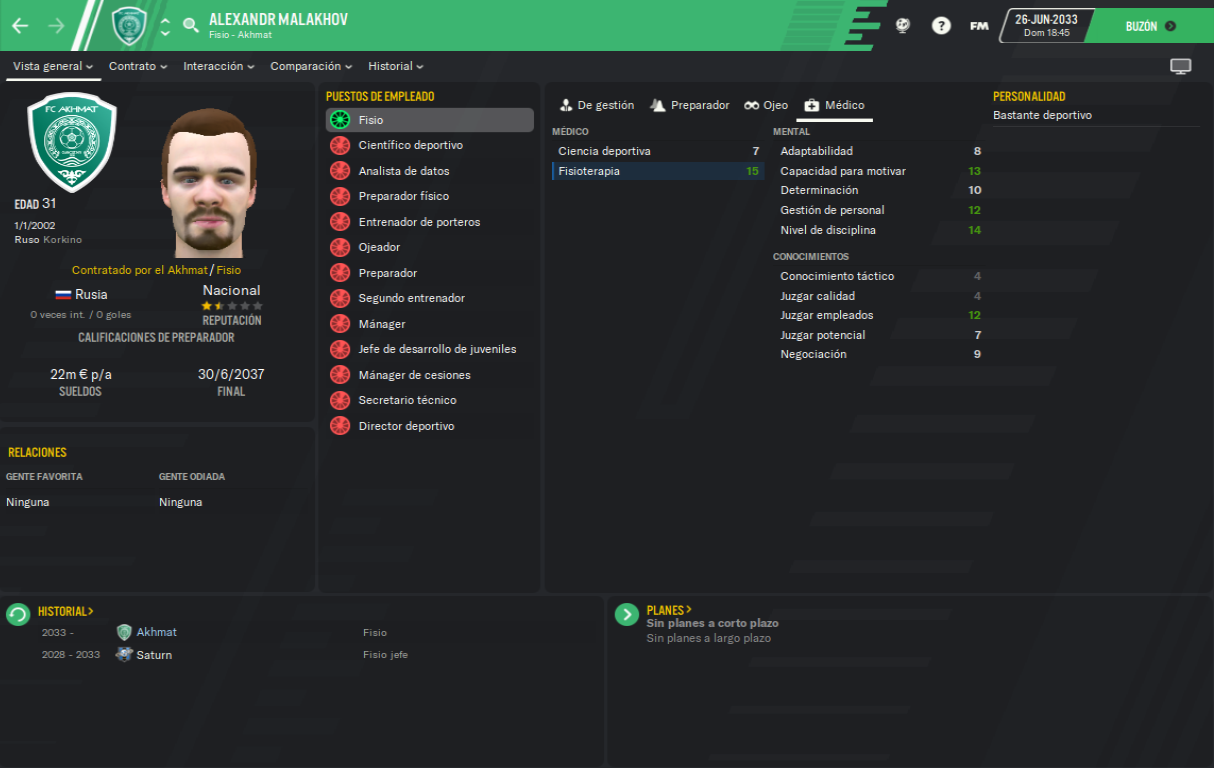 ALEXANDR MALAKHOV
Fisio - Akhmat
?
FM
26-JUN-2033
Dom 18:45
BUZÓN
Vista general
Contrato
Interacción
Comparación
Historial
FC AKHMAT
GROZNY
EDAD 31
1/1/2002
Ruso Korkino
Contratado por el Akhmat/Fisio
Rusia
0 veces int. / 0 goles
Nacional
REPUTACIÓN
CALIFICACIONES DE PREPARADOR
22m € p/a
SUELDOS
30/6/2037
FINAL
RELACIONES
GENTE FAVORITA
GENTE ODIADA
Ninguna
Ninguna
PUESTOS DE EMPLEADO
Fisio
Científico deportivo
Analista de datos
Preparador físico
Entrenador de porteros
Ojeador
Preparador
Segundo entrenador
Mánager
Jefe de desarrollo de juveniles
Mánager de cesiones
Secretario técnico
Director deportivo
De gestión
Preparador
Ojeo
Médico
MÉDICO
Ciencia deportiva 7
Fisioterapia 15
MENTAL
Adaptabilidad 8
Capacidad para motivar 13
Determinación 10
Gestión de personal 12
Nivel de disciplina 14
CONOCIMIENTOS
Conocimiento táctico 4
Juzgar calidad 4
Juzgar empleados 12
Juzgar potencial 7
Negociación 9
PERSONALIDAD
Bastante deportivo
HISTORIAL>
2033 - Akhmat Fisio
2028 - 2033 Saturn Fisio jefe
PLANES >
Sin planes a corto plazo
Sin planes a largo plazo